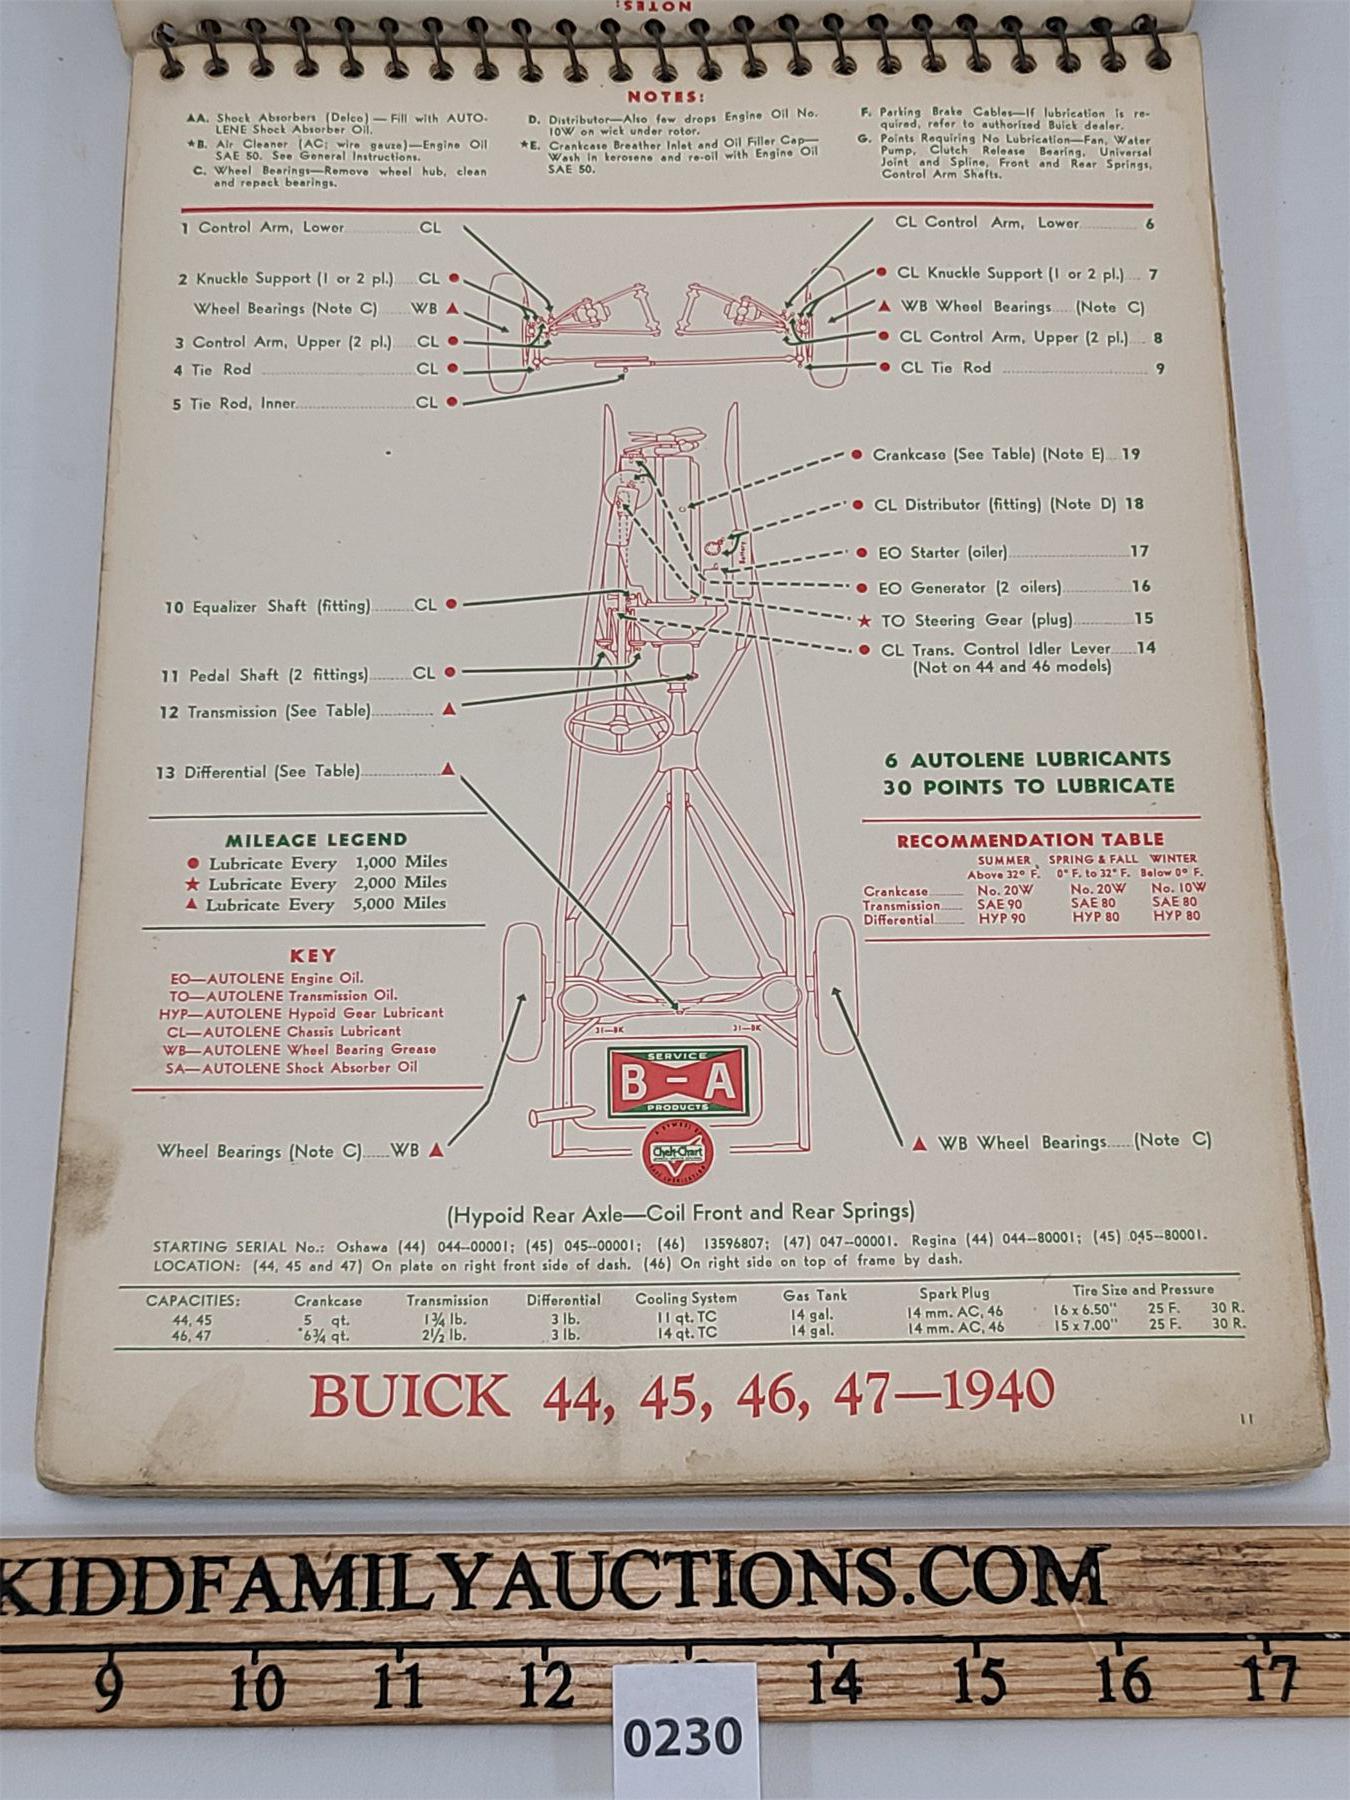 NOTES:
NOTES:
▲A. Shock Absorbers (Delco) — Fill with AUTO-
LENE Shock Absorber Oil.
★B. Air Cleaner (AC; wire gauze)—Engine Oil
SAE 50. See General Instructions.
C. Wheel Bearings—Remove wheel hub, clean
and repack bearings.
D. Distributor—Also few drops Engine Oil No.
10W on wick under rotor.
★E. Crankcase Breather Inlet and Oil Filler Cap—
Wash in kerosene and re-oil with Engine Oil
SAE 50.
F. Parking Brake Cables—If lubrication is re-
quired, refer to authorized Buick dealer.
G. Points Requiring No Lubrication—Fan, Water
Pump, Clutch Release Bearing, Universal
Joint and Spline, Front and Rear Springs,
Control Arm Shafts.
1 Control Arm, Lower CL
2 Knuckle Support (1 or 2 pl.) CL ●
Wheel Bearings (Note C) WB ▲
3 Control Arm, Upper (2 pl.) CL ●
4 Tie Rod CL ●
5 Tie Rod, Inner CL ●
CL Control Arm, Lower 6
● CL Knuckle Support (1 or 2 pl.) 7
▲ WB Wheel Bearings (Note C)
● CL Control Arm, Upper (2 pl.) 8
● CL Tie Rod 9
● Crankcase (See Table) (Note E) 19
● CL Distributor (fitting) (Note D) 18
● EO Starter (oiler) 17
● EO Generator (2 oilers) 16
★ TO Steering Gear (plug) 15
● CL Trans. Control Idler Lever 14
(Not on 44 and 46 models)
Battery
10 Equalizer Shaft (fitting) CL ●
11 Pedal Shaft (2 fittings) CL ●
12 Transmission (See Table) ▲
13 Differential (See Table) ▲
6 AUTOLENE LUBRICANTS
30 POINTS TO LUBRICATE
MILEAGE LEGEND
● Lubricate Every 1,000 Miles
★ Lubricate Every 2,000 Miles
▲ Lubricate Every 5,000 Miles
RECOMMENDATION TABLE
SUMMER SPRING & FALL WINTER
Above 32° F. 0° F. to 32° F. Below 0° F.
Crankcase No. 20W No. 20W No. 10W
Transmission SAE 90 SAE 80 SAE 80
Differential HYP 90 HYP 80 HYP 80
KEY
EO—AUTOLENE Engine Oil.
TO—AUTOLENE Transmission Oil.
HYP—AUTOLENE Hypoid Gear Lubricant
CL—AUTOLENE Chassis Lubricant
WB—AUTOLENE Wheel Bearing Grease
SA—AUTOLENE Shock Absorber Oil
31—BK 31—BK
SERVICE
B-A
PRODUCTS
Chek-Chart
Wheel Bearings (Note C) WB ▲
▲ WB Wheel Bearings (Note C)
(Hypoid Rear Axle—Coil Front and Rear Springs)
STARTING SERIAL No.: Oshawa (44) 044—00001; (45) 045—00001; (46) 13596807; (47) 047—00001. Regina (44) 044—80001; (45) 045—80001.
LOCATION: (44, 45 and 47) On plate on right front side of dash. (46) On right side on top of frame by dash.
CAPACITIES: Crankcase Transmission Differential Cooling System Gas Tank Spark Plug Tire Size and Pressure
44, 45 5 qt. 1¾ lb. 3 lb. 11 qt. TC 14 gal. 14 mm. AC, 46 16 x 6.50" 25 F. 30 R.
46, 47 6¾ qt. 2½ lb. 3 lb. 14 qt. TC 14 gal. 14 mm. AC, 46 15 x 7.00" 25 F. 30 R.
BUICK 44, 45, 46, 47—1940
11
KIDDFAMILYAUCTIONS.COM
9 10 11 12 14 15 16 17
0230